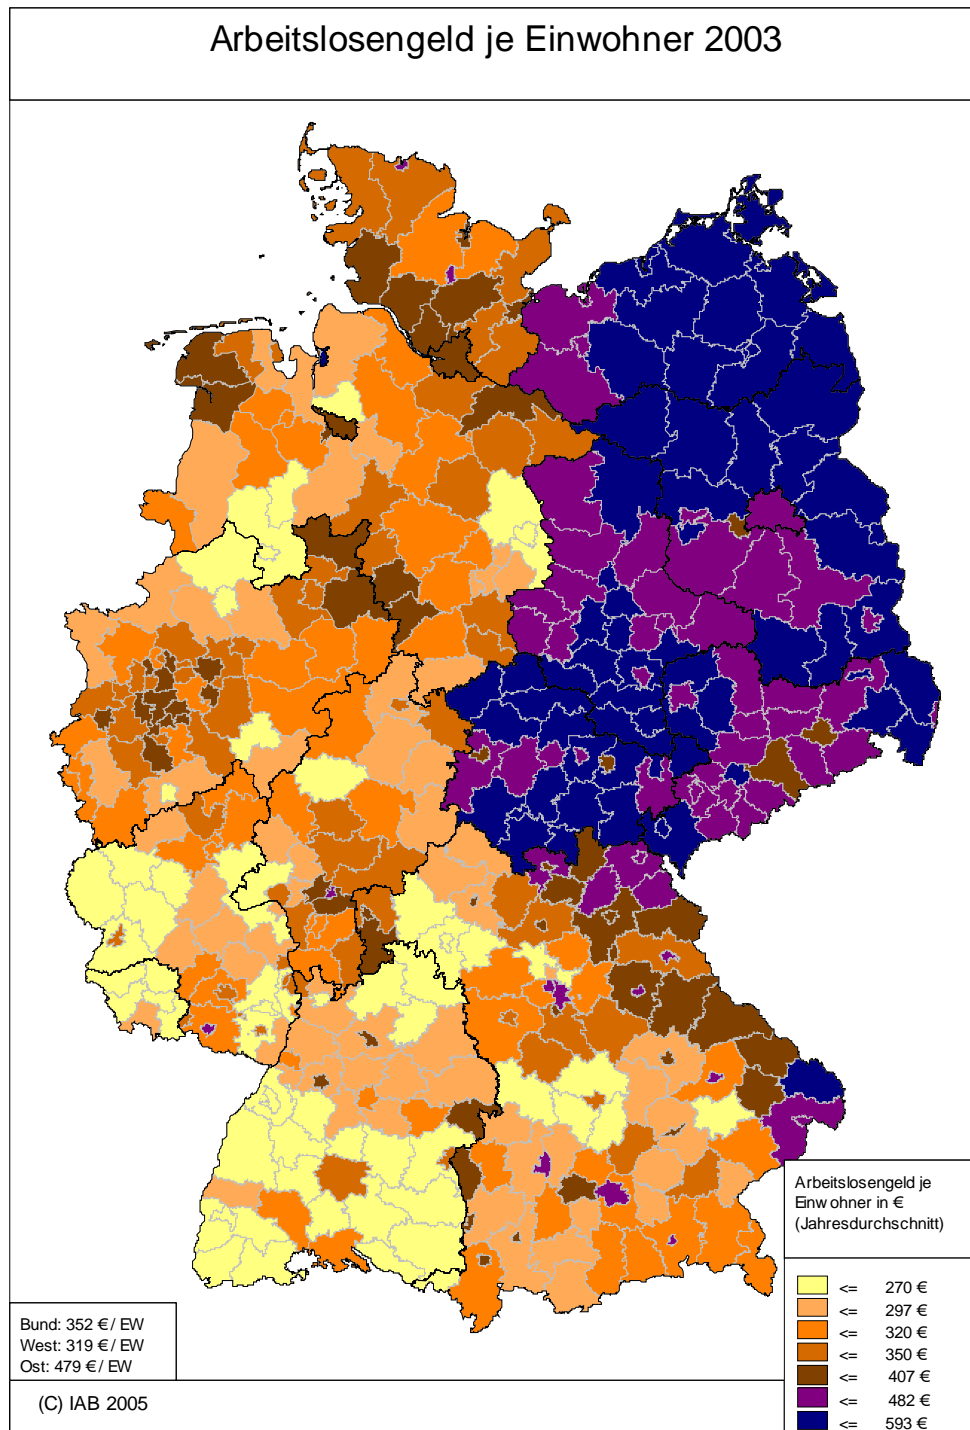 Arbeitslosengeld je Einwohner 2003
Arbeitslosengeld je
Einwohner in €
(Jahresdurchschnitt)
<= 270 €
<= 297 €
<= 320 €
<= 350 €
<= 407 €
<= 482 €
<= 593 €
Bund: 352 € / EW
West: 319 € / EW
Ost: 479 € / EW
(C) IAB 2005